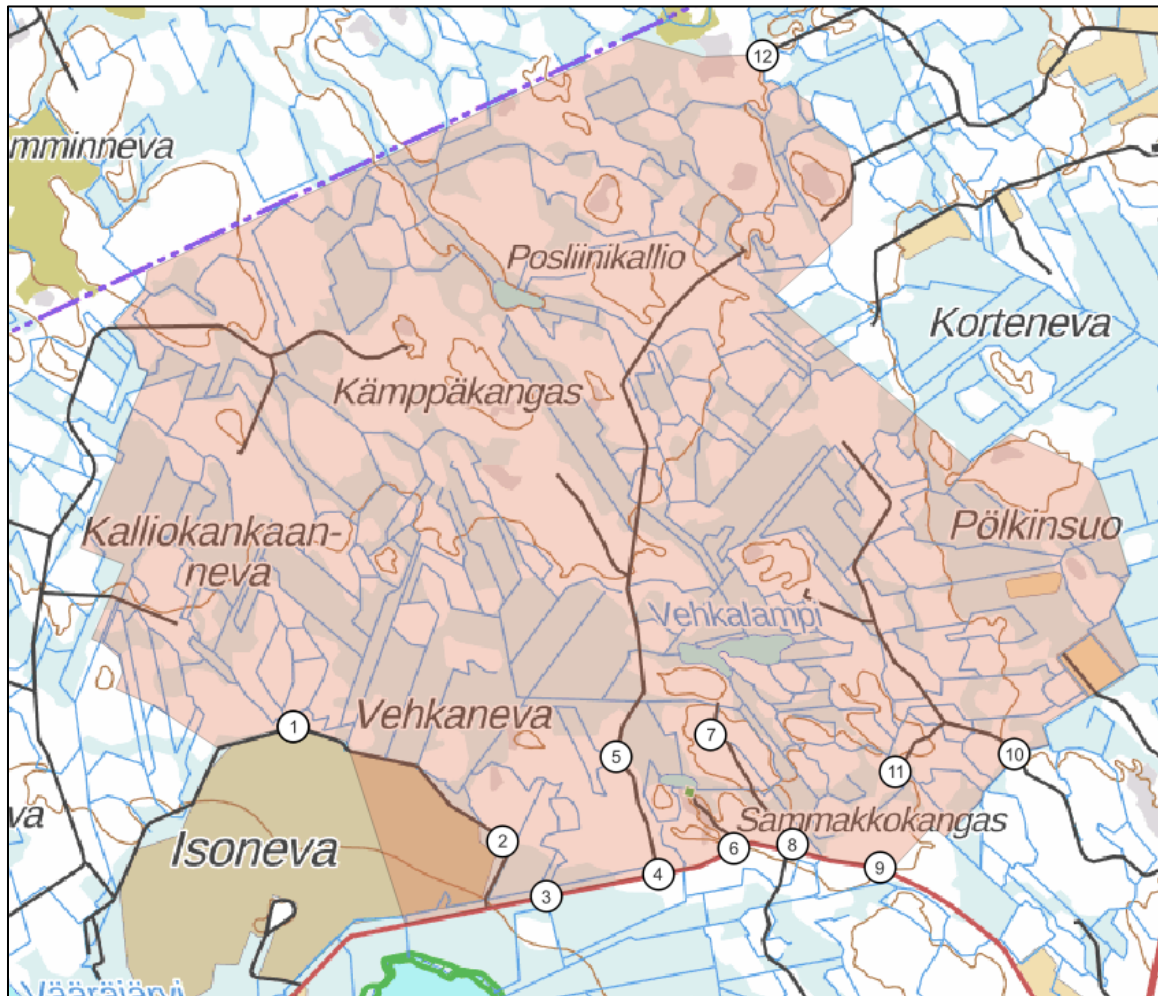 12
mminneva
Posliinikallio
Korteneva
Kämppäkangas
Kalliokankaan-
neva
Pölkinsuo
Vehkalampi
Vehkaneva
1
7
5
10
11
va
Isoneva
Sammakkokangas
2
6
8
9
4
3
Vääräjärvi